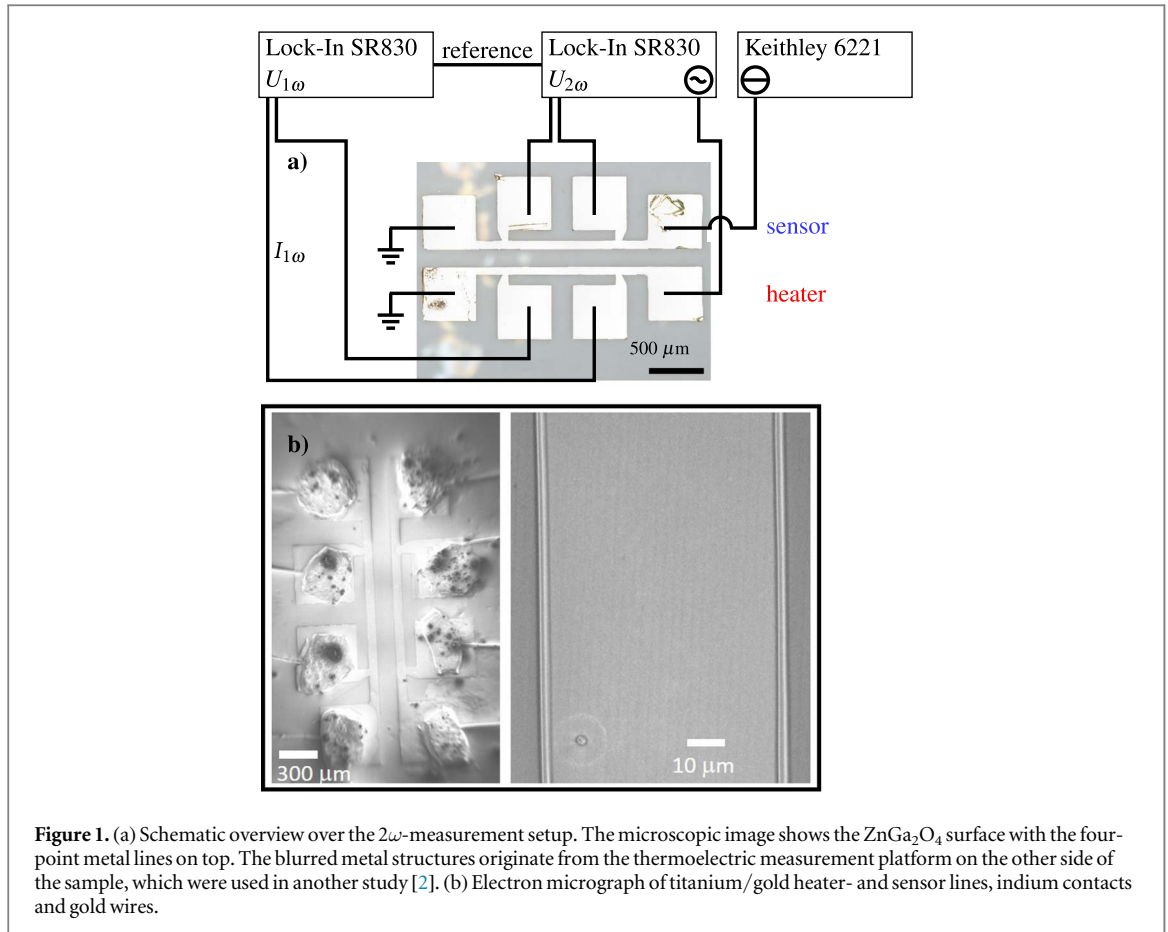 Lock-In SR830
U1ω
reference
Lock-In SR830
U2ω
Keithley 6221
a)
I1ω
sensor
heater
500 μm
b)
300 μm
10 μm
Figure 1. (a) Schematic overview over the 2ω-measurement setup. The microscopic image shows the ZnGa2O4 surface with the four-
point metal lines on top. The blurred metal structures originate from the thermoelectric measurement platform on the other side of
the sample, which were used in another study [2]. (b) Electron micrograph of titanium/gold heater- and sensor lines, indium contacts
and gold wires.